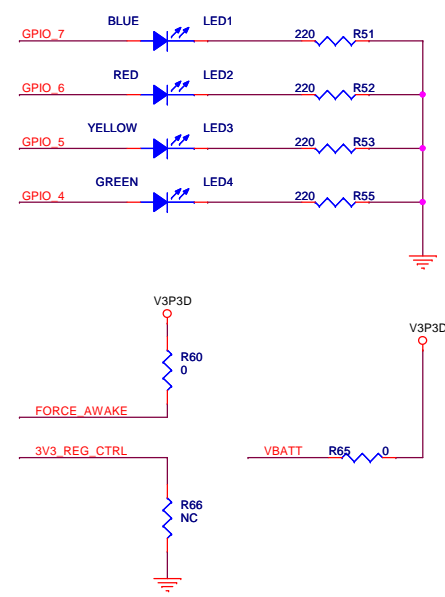 BLUE LED1
GPIO_7 220 R51
RED LED2
GPIO_6 220 R52
YELLOW LED3
GPIO_5 220 R53
GREEN LED4
GPIO_4 220 R55
V3P3D
V3P3D
R60
0
FORCE_AWAKE
3V3_REG_CTRL
VBATT R65 0
R66
NC